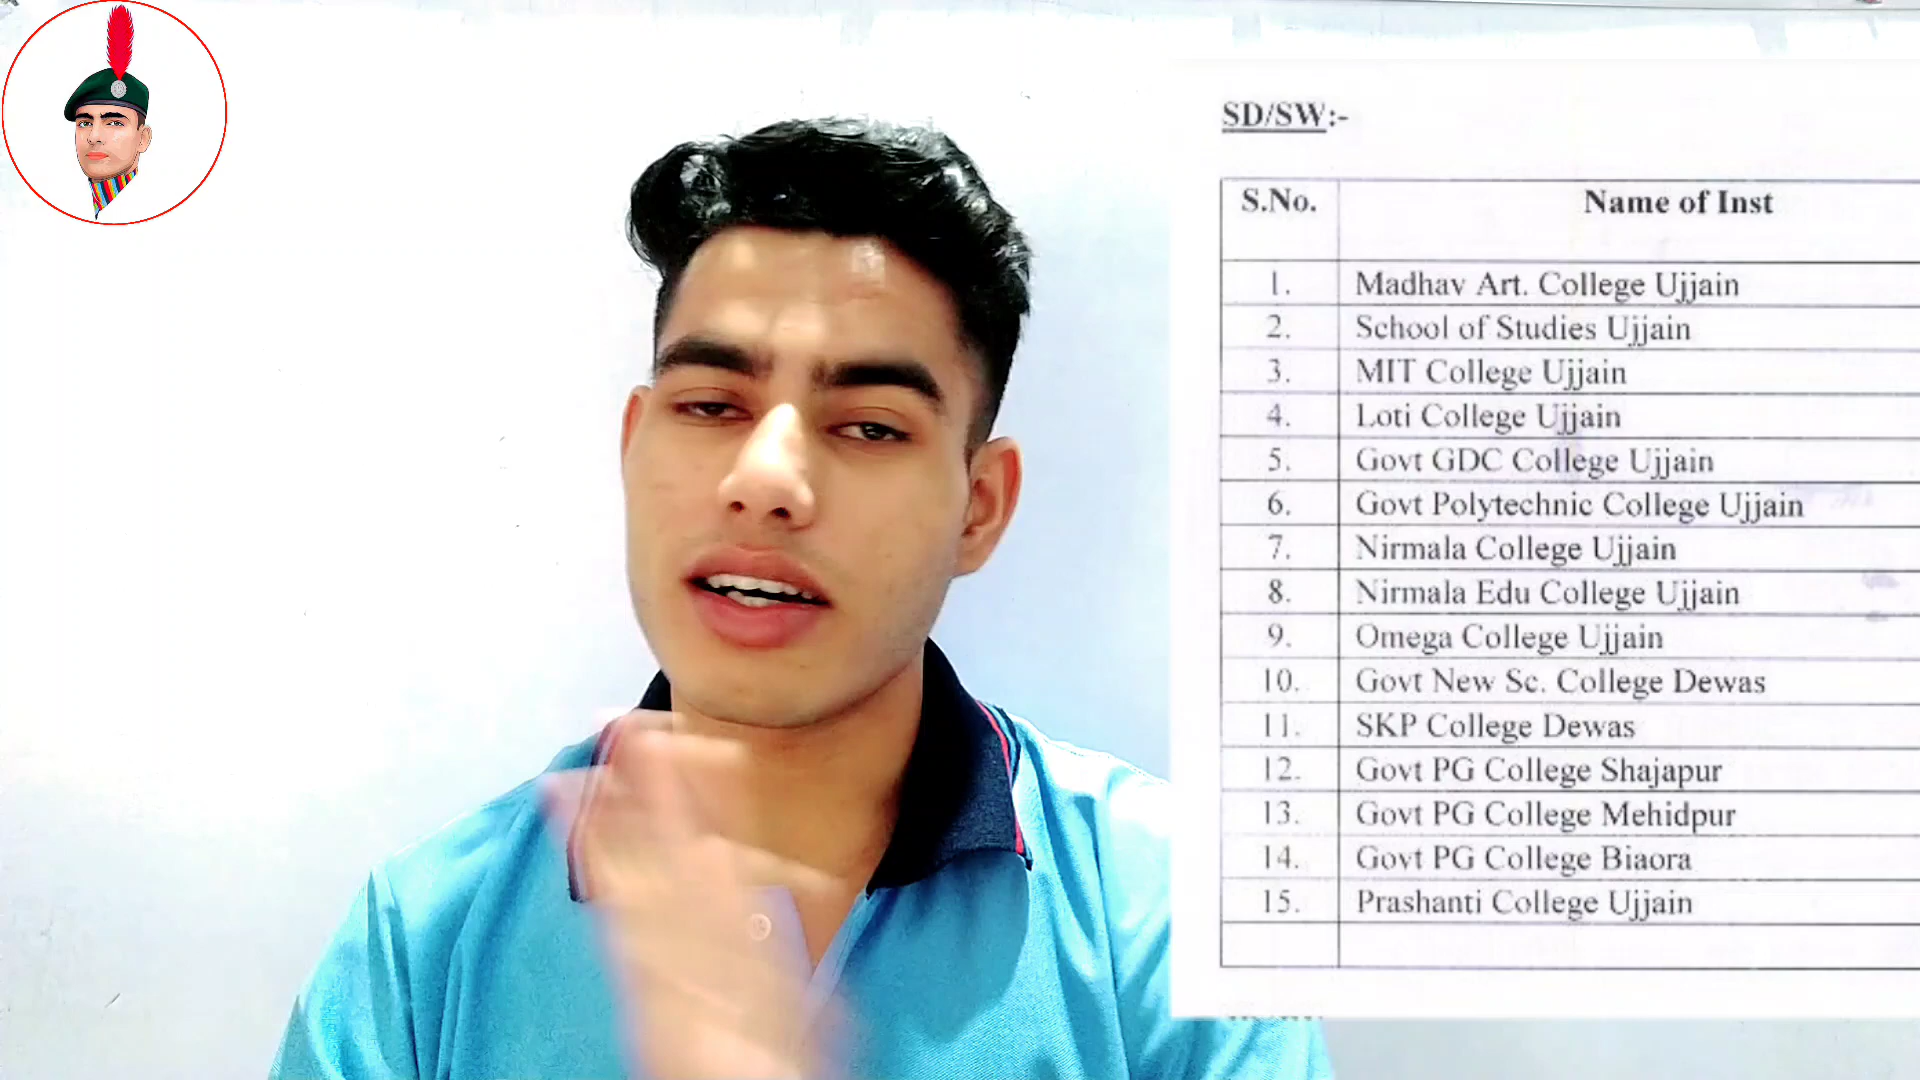 SD/SW:-
S.No. Name of Inst
1. Madhav Art. College Ujjain
2. School of Studies Ujjain
3. MIT College Ujjain
4. Loti College Ujjain
5. Govt GDC College Ujjain
6. Govt Polytechnic College Ujjain
7. Nirmala College Ujjain
8. Nirmala Edu College Ujjain
9. Omega College Ujjain
10. Govt New Sc. College Dewas
11. SKP College Dewas
12. Govt PG College Shajapur
13. Govt PG College Mehidpur
14. Govt PG College Biaora
15. Prashanti College Ujjain